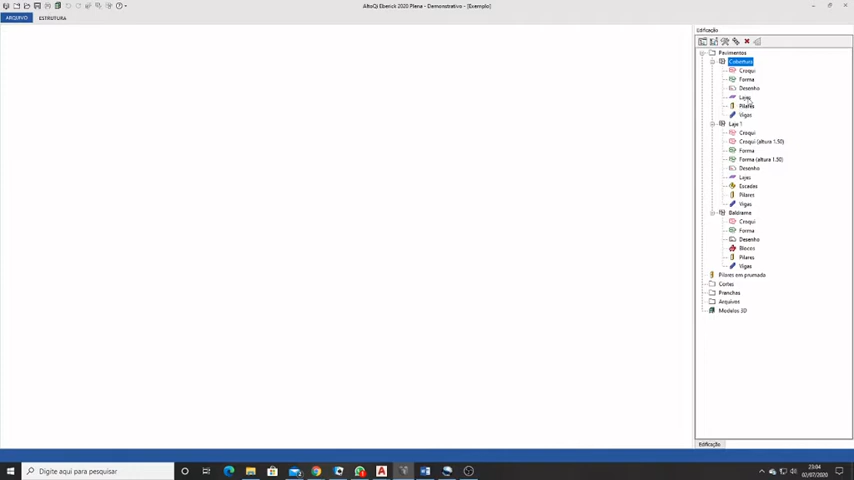 AltoQi Eberick 2020 Plena - Demonstrativo - [Exemplo]
ARQUIVO
ESTRUTURA
Edificação
Pavimentos
Cobertura
Croqui
Forma
Desenho
Lajes
Pilares
Vigas
Laje 1
Croqui
Croqui (altura 1.50)
Forma
Forma (altura 1.50)
Desenho
Lajes
Escadas
Pilares
Vigas
Baldrame
Croqui
Forma
Desenho
Blocos
Pilares
Vigas
Pilares em prumada
Cortes
Pranchas
Arquivos
Modelos 3D
Edificação
Digite aqui para pesquisar
23:04
02/07/2020